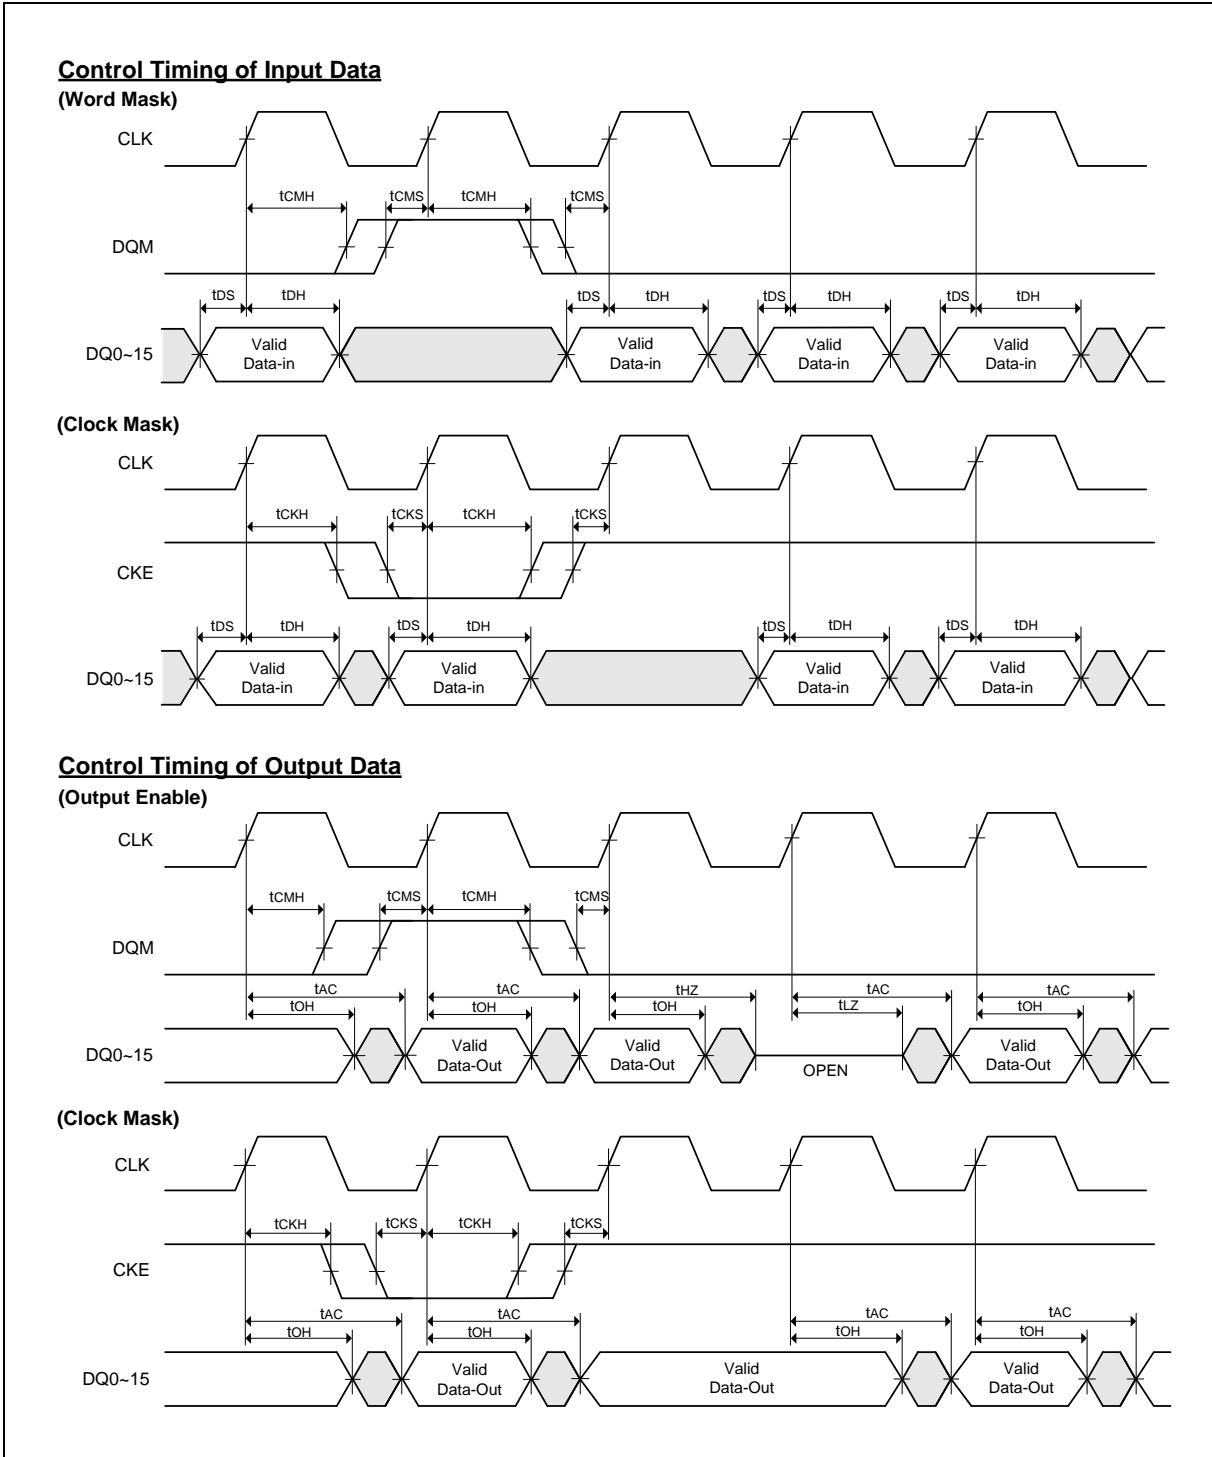 Control Timing of Input Data
(Word Mask)
CLK
tCMH tCMS tCMH tCMS
DQM
tDS tDH tDS tDH tDS tDH tDS tDH
DQ0~15
Valid Data-in
Valid Data-in
Valid Data-in
Valid Data-in
(Clock Mask)
CLK
tCKH tCKS tCKH tCKS
CKE
tDS tDH tDS tDH tDS tDH tDS tDH
DQ0~15
Valid Data-in
Valid Data-in
Valid Data-in
Valid Data-in
Control Timing of Output Data
(Output Enable)
CLK
tCMH tCMS tCMH tCMS
DQM
tAC tAC tHZ tAC tAC
tOH tOH tOH tLZ tOH
DQ0~15
Valid Data-Out
Valid Data-Out
OPEN
Valid Data-Out
(Clock Mask)
CLK
tCKH tCKS tCKH tCKS
CKE
tAC tAC tAC tAC
tOH tOH tOH tOH
DQ0~15
Valid Data-Out
Valid Data-Out
Valid Data-Out